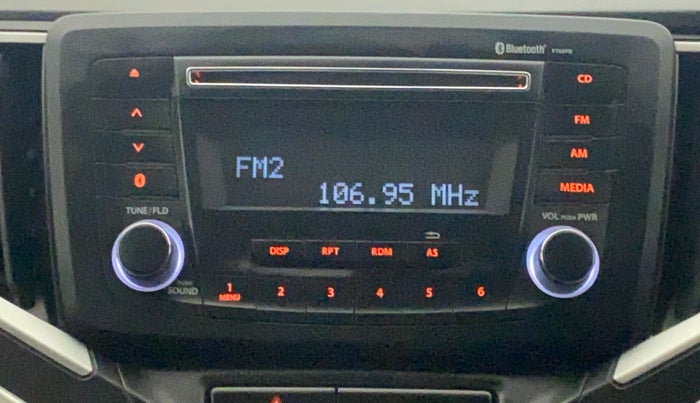 Bluetooth
CD
FM
AM
MEDIA
FM2
106.95 MHz
TUNE/FLD
VOL PUSH PWR
DISP RPT RDM AS
PUSH SOUND
1 2 3 4 5 6
MENU